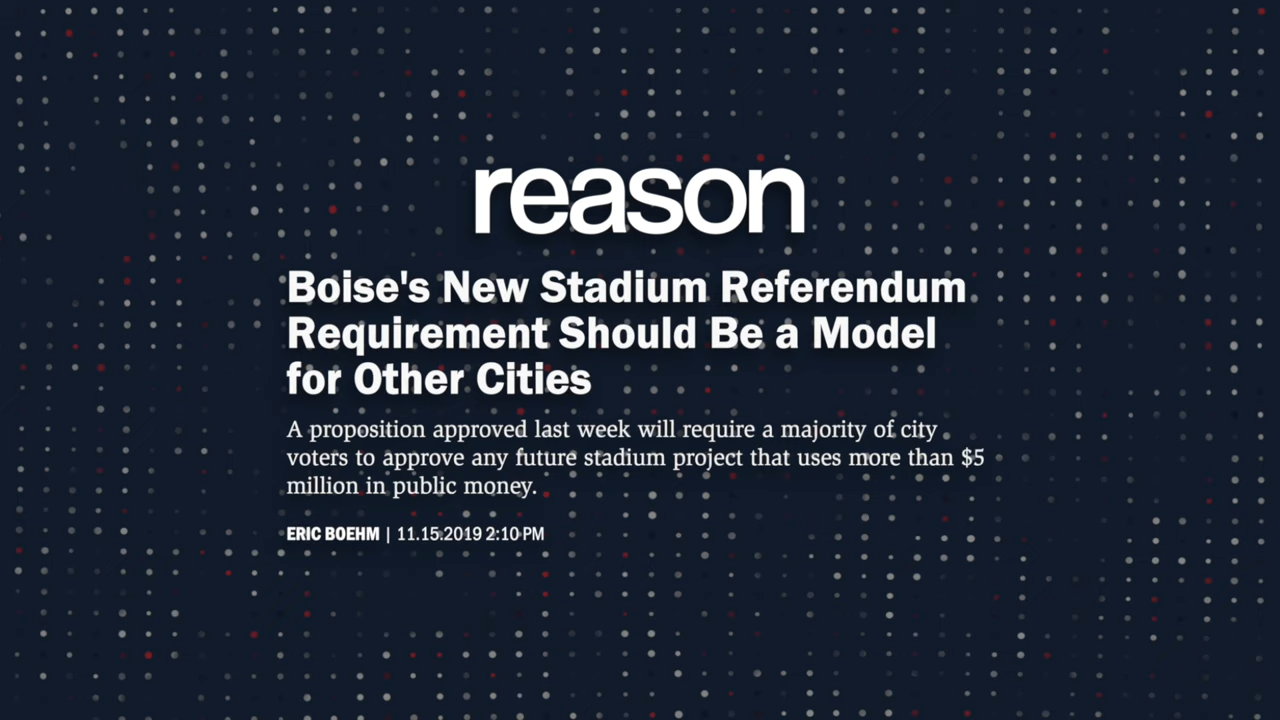 reason
Boise's New Stadium Referendum
Requirement Should Be a Model
for Other Cities
A proposition approved last week will require a majority of city
voters to approve any future stadium project that uses more than $5
million in public money.
ERIC BOEHM | 11.15.2019 2:10 PM